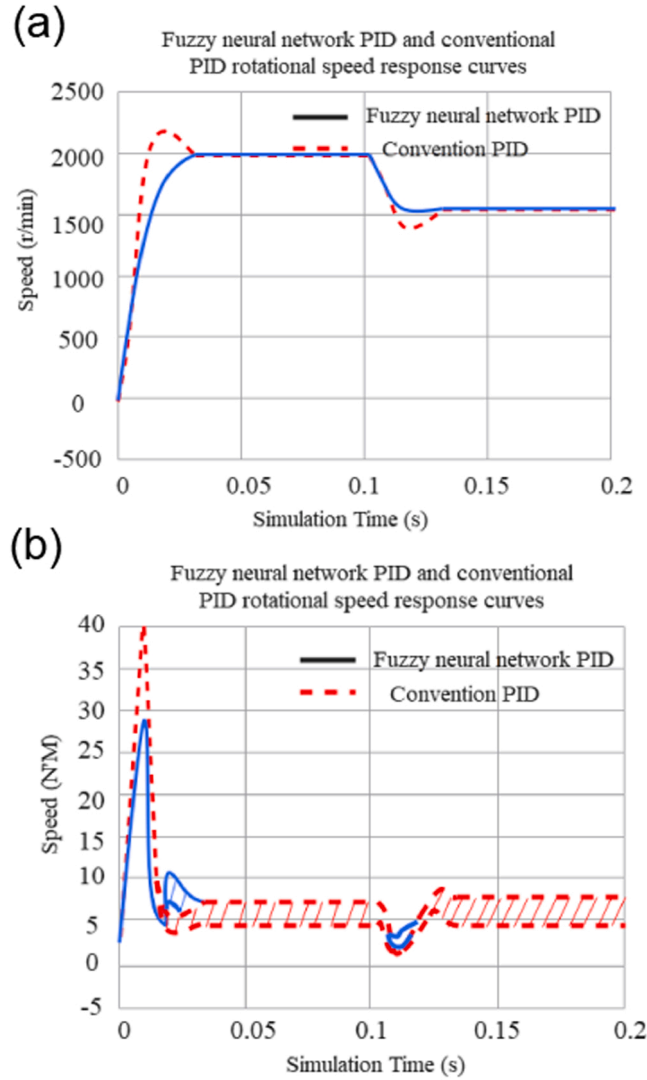 (a)
Fuzzy neural network PID and conventional
PID rotational speed response curves
2500
2000
1500
1000
500
0
-500
Speed (r/min)
Fuzzy neural network PID
Convention PID
0 0.05 0.1 0.15 0.2
Simulation Time (s)
(b)
Fuzzy neural network PID and conventional
PID rotational speed response curves
40
35
30
25
20
15
10
5
0
-5
Speed (N'M)
Fuzzy neural network PID
Convention PID
0 0.05 0.1 0.15 0.2
Simulation Time (s)